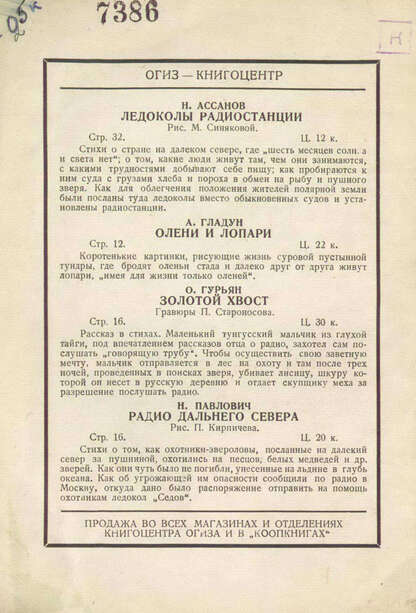 95к
7386
Н
ОГИЗ — КНИГОЦЕНТР
Н. АССАНОВ
ЛЕДОКОЛЫ РАДИОСТАНЦИИ
Рис. М. Синяковой.
Стр. 32. Ц. 12 к.
Стихи о стране на далеком севере, где „шесть месяцев солн. а
и света нет“; о том, какие люди живут там, чем они занимаются,
с какими трудностями добывают себе пищу; как пробираются к
ним суда с грузами хлеба и пороха в обмен на рыбу и пушного
зверя. Как для облегчения положения жителей полярной земли
были посланы туда ледоколы вместо обыкновенных судов и уста-
новлены радиостанции.
А. ГЛАДУН
ОЛЕНИ И ЛОПАРИ
Стр. 12. Ц. 22 к.
Коротенькие картинки, рисующие жизнь суровой пустынной
тундры, где бродят оленьи стада и далеко друг от друга живут
лопари, „имея для жизни только оленей“.
О. ГУРЬЯН
ЗОЛОТОЙ ХВОСТ
Гравюры П. Староносова.
Стр. 16. Ц. 30 к.
Рассказ в стихах. Маленький тунгусский мальчик из глухой
тайги, под впечатлением рассказов отца о радио, захотел сам по-
слушать „говорящую трубу“. Чтобы осуществить свою заветную
мечту, мальчик отправляется в лес на охоту и там после трех
ночей, проведенных в поисках зверя, убивает лисицу, шкуру ко-
торой он несет в русскую деревню и отдает скупщику меха за
разрешение послушать радио.
Н. ПАВЛОВИЧ
РАДИО ДАЛЬНЕГО СЕВЕРА
Рис. П. Кирпичева.
Стр. 16. Ц. 20 к.
Стихи о том, как охотники-звероловы, посланные на далекий
север за пушниной, охотились на песцов, белых медведей и др.
зверей. Как они чуть было не погибли, унесенные на льдине в глубь
океана. Как об угрожающей им опасности сообщили по радио в
Москву, откуда дано было распоряжение отправить на помощь
охотникам ледокол „Седов“.
ПРОДАЖА ВО ВСЕХ МАГАЗИНАХ И ОТДЕЛЕНИЯХ
КНИГОЦЕНТРА ОГИЗА И В „КООПКНИГАХ“